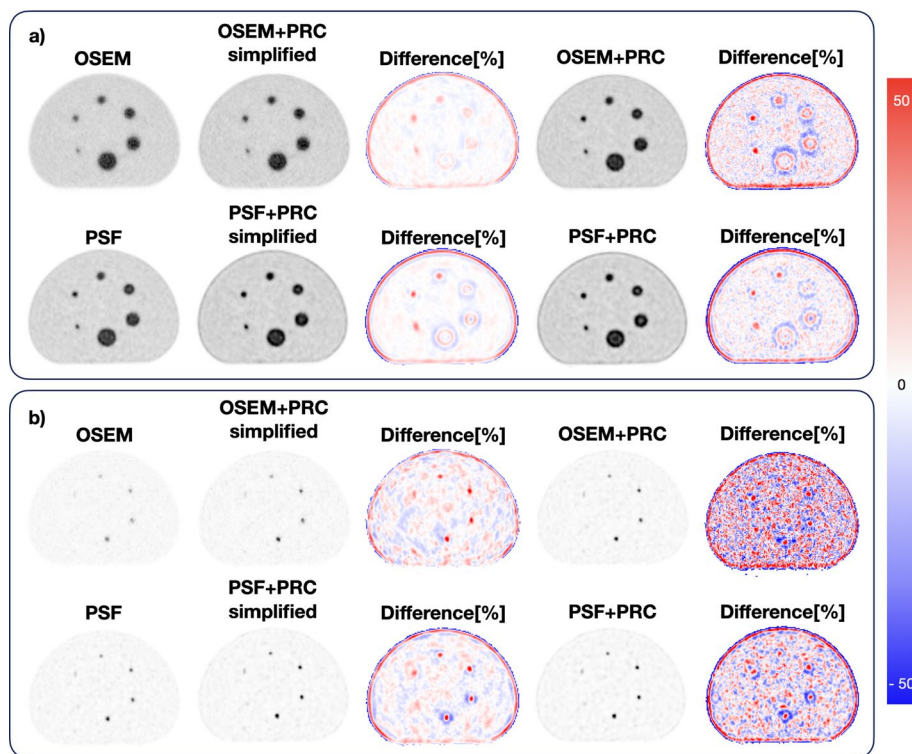 a)
OSEM
OSEM+PRC
simplified
Difference[%]
OSEM+PRC
Difference[%]
PSF
PSF+PRC
simplified
Difference[%]
PSF+PRC
Difference[%]
b)
OSEM
OSEM+PRC
simplified
Difference[%]
OSEM+PRC
Difference[%]
PSF
PSF+PRC
simplified
Difference[%]
PSF+PRC
Difference[%]
50
0
- 50